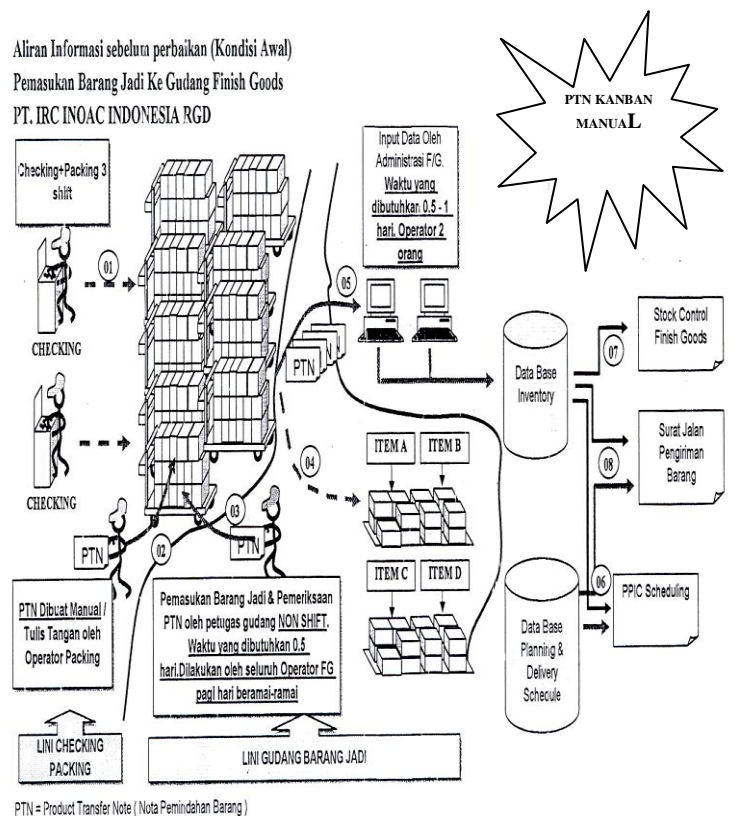 Aliran Informasi sebelum perbaikan (Kondisi Awal)
Pemasukan Barang Jadi Ke Gudang Finish Goods
PT. IRC INOAC INDONESIA RGD
PTN KANBAN
MANUAL
Checking+Packing 3
shift
01
CHECKING
CHECKING
Input Data Oleh
Administrasi F/G.
Waktu yang
dibutuhkan 0.5 - 1
hari. Operator 2
orang
05
PTN
N
N
Data Base
Inventory
07
Stock Control
Finish Goods
08
Surat Jalan
Pengiriman
Barang
04
ITEM A
ITEM B
ITEM C
ITEM D
03
02
PTN
PTN
PTN Dibuat Manual /
Tulis Tangan oleh
Operator Packing
Pemasukan Barang Jadi & Pemeriksaan
PTN oleh petugas gudang NON SHIFT.
Waktu yang dibutuhkan 0.5
hari.Dilakukan oleh seluruh Operator FG
pagi hari beramai-ramai
Data Base
Planning &
Delivery
Schedule
06
PPIC Scheduling
LINI CHECKING
PACKING
LINI GUDANG BARANG JADI
PTN = Product Transfer Note ( Nota Pemindahan Barang )